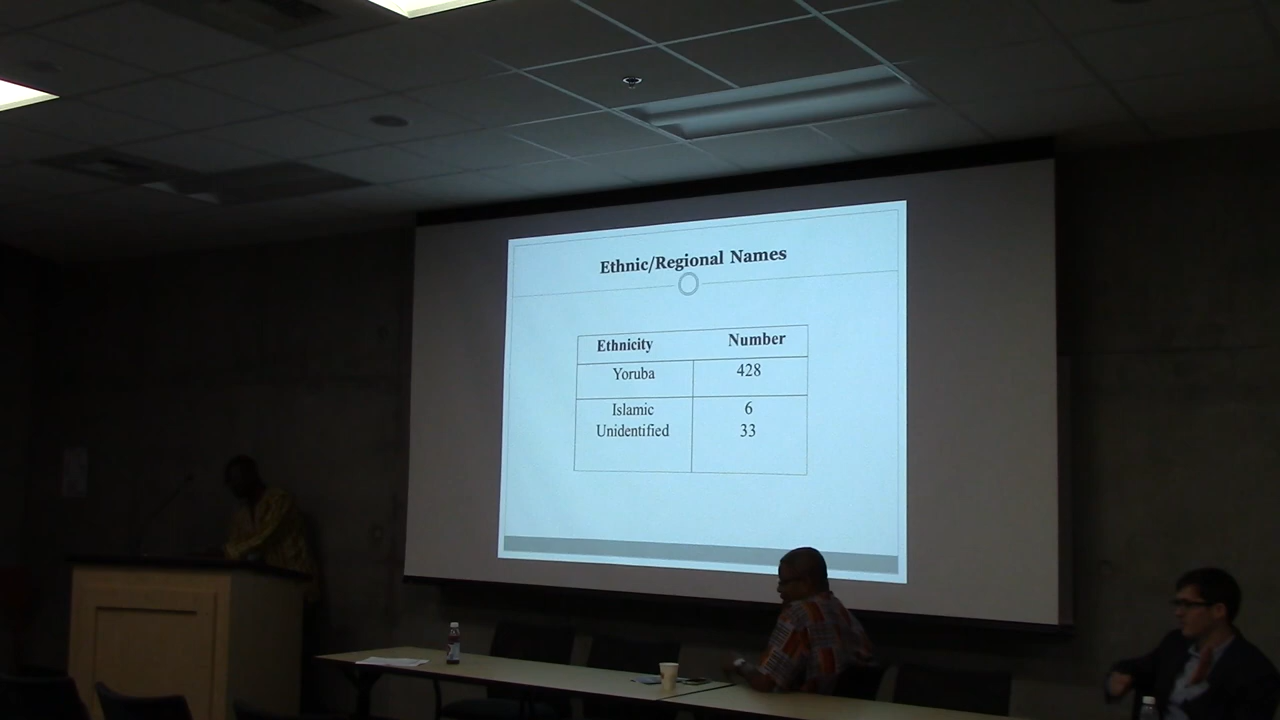 Ethnic/Regional Names
Ethnicity Number
Yoruba 428
Islamic 6
Unidentified 33